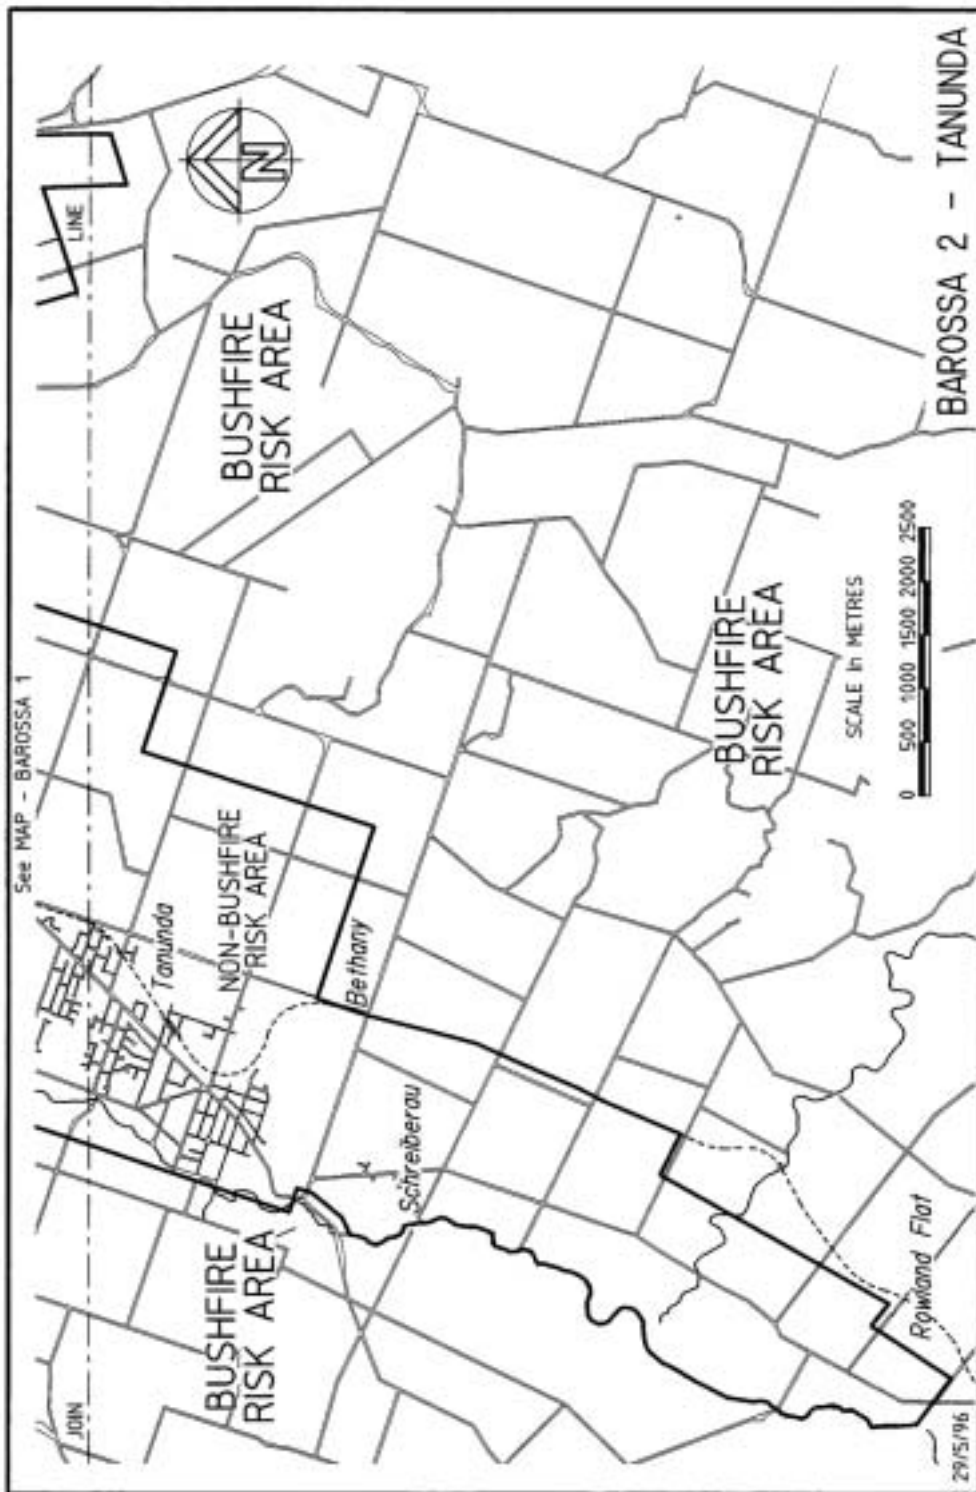 See MAP - BAROSSA 1
JOIN
LINE
N
Tanunda
NON-BUSHFIRE
RISK AREA
BUSHFIRE
RISK AREA
BUSHFIRE
RISK AREA
Bethany
Schreiberau
BUSHFIRE
RISK AREA
Rowland Flat
SCALE in METRES
0 500 1000 1500 2000 2500
29/5/96
BAROSSA 2 - TANUNDA